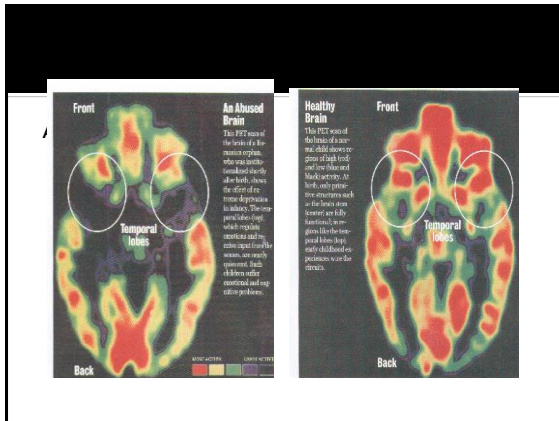 Front
An Abused
Brain
This PET scan of
the brain of a Ro-
manian orphan,
who was institu-
tionalized shortly
after birth, shows
the effect of ex-
treme deprivation
in infancy. The tem-
poral lobes (top),
which regulate
emotions and re-
ceive input from the
senses, are nearly
quiescent. Such
children suffer
emotional and cog-
nitive problems.
Temporal
lobes
Back
MOST ACTIVE
Healthy
Brain
This PET scan of
the brain of a nor-
mal child shows re-
gions of high (red)
and low (blue and
black) activity. At
birth, only primi-
tive structures such
as the brain stem
(center) are fully
functional; in re-
gions like the tem-
poral lobes (top),
early childhood ex-
periences wire the
circuits.
Front
Temporal
lobes
Back